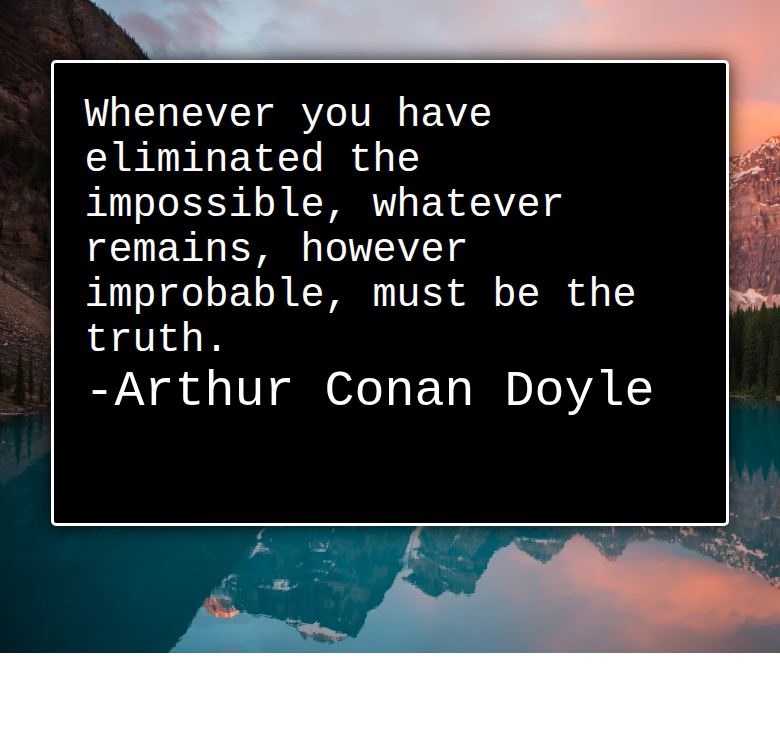 Whenever you have
eliminated the
impossible, whatever
remains, however
improbable, must be the
truth.
-Arthur Conan Doyle